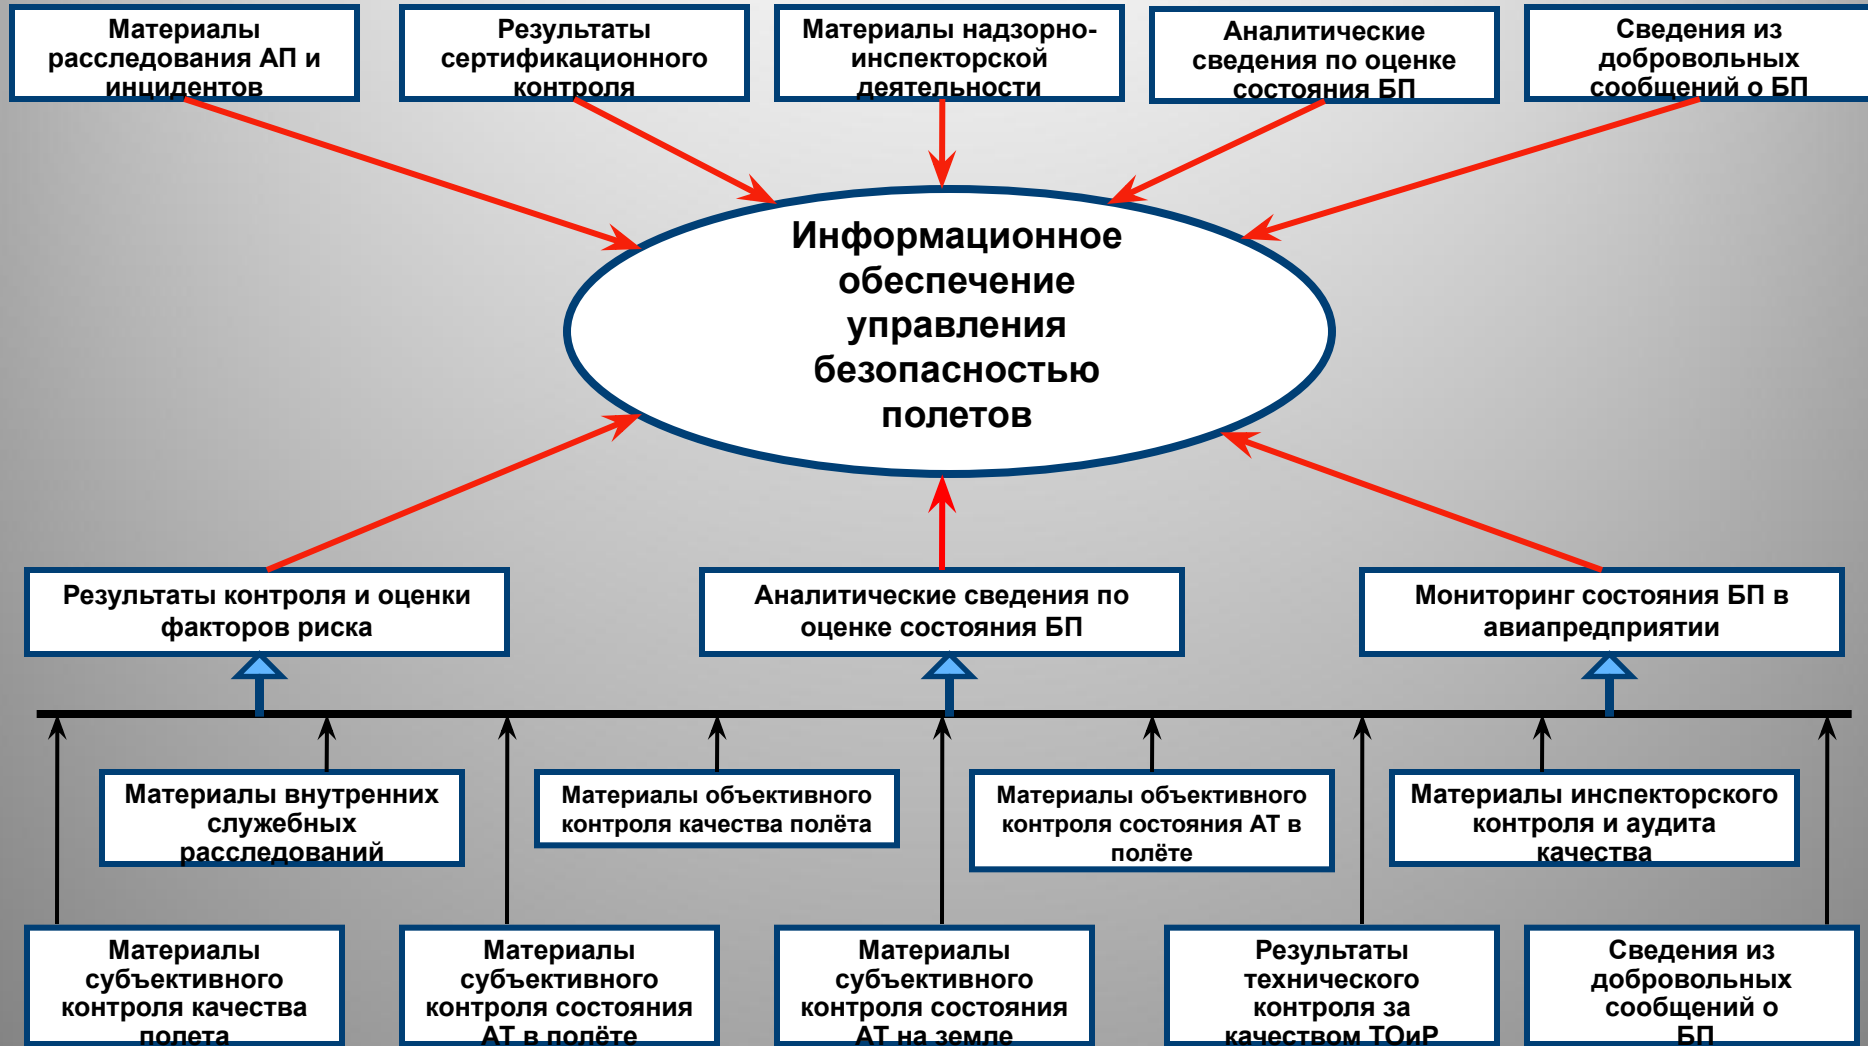 Материалы
расследования АП и
инцидентов
Результаты
сертификационного
контроля
Материалы надзорно-
инспекторской
деятельности
Аналитические
сведения по оценке
состояния БП
Сведения из
добровольных
сообщений о БП
Информационное
обеспечение
управления
безопасностью
полетов
Результаты контроля и оценки
факторов риска
Аналитические сведения по
оценке состояния БП
Мониторинг состояния БП в
авиапредприятии
Материалы внутренних
служебных
расследований
Материалы объективного
контроля качества полёта
Материалы объективного
контроля состояния АТ в
полёте
Материалы инспекторского
контроля и аудита
качества
Материалы
субъективного
контроля качества
полета
Материалы
субъективного
контроля состояния
АТ в полёте
Материалы
субъективного
контроля состояния
АТ на земле
Результаты
технического
контроля за
качеством ТОиР
Сведения из
добровольных
сообщений о
БП